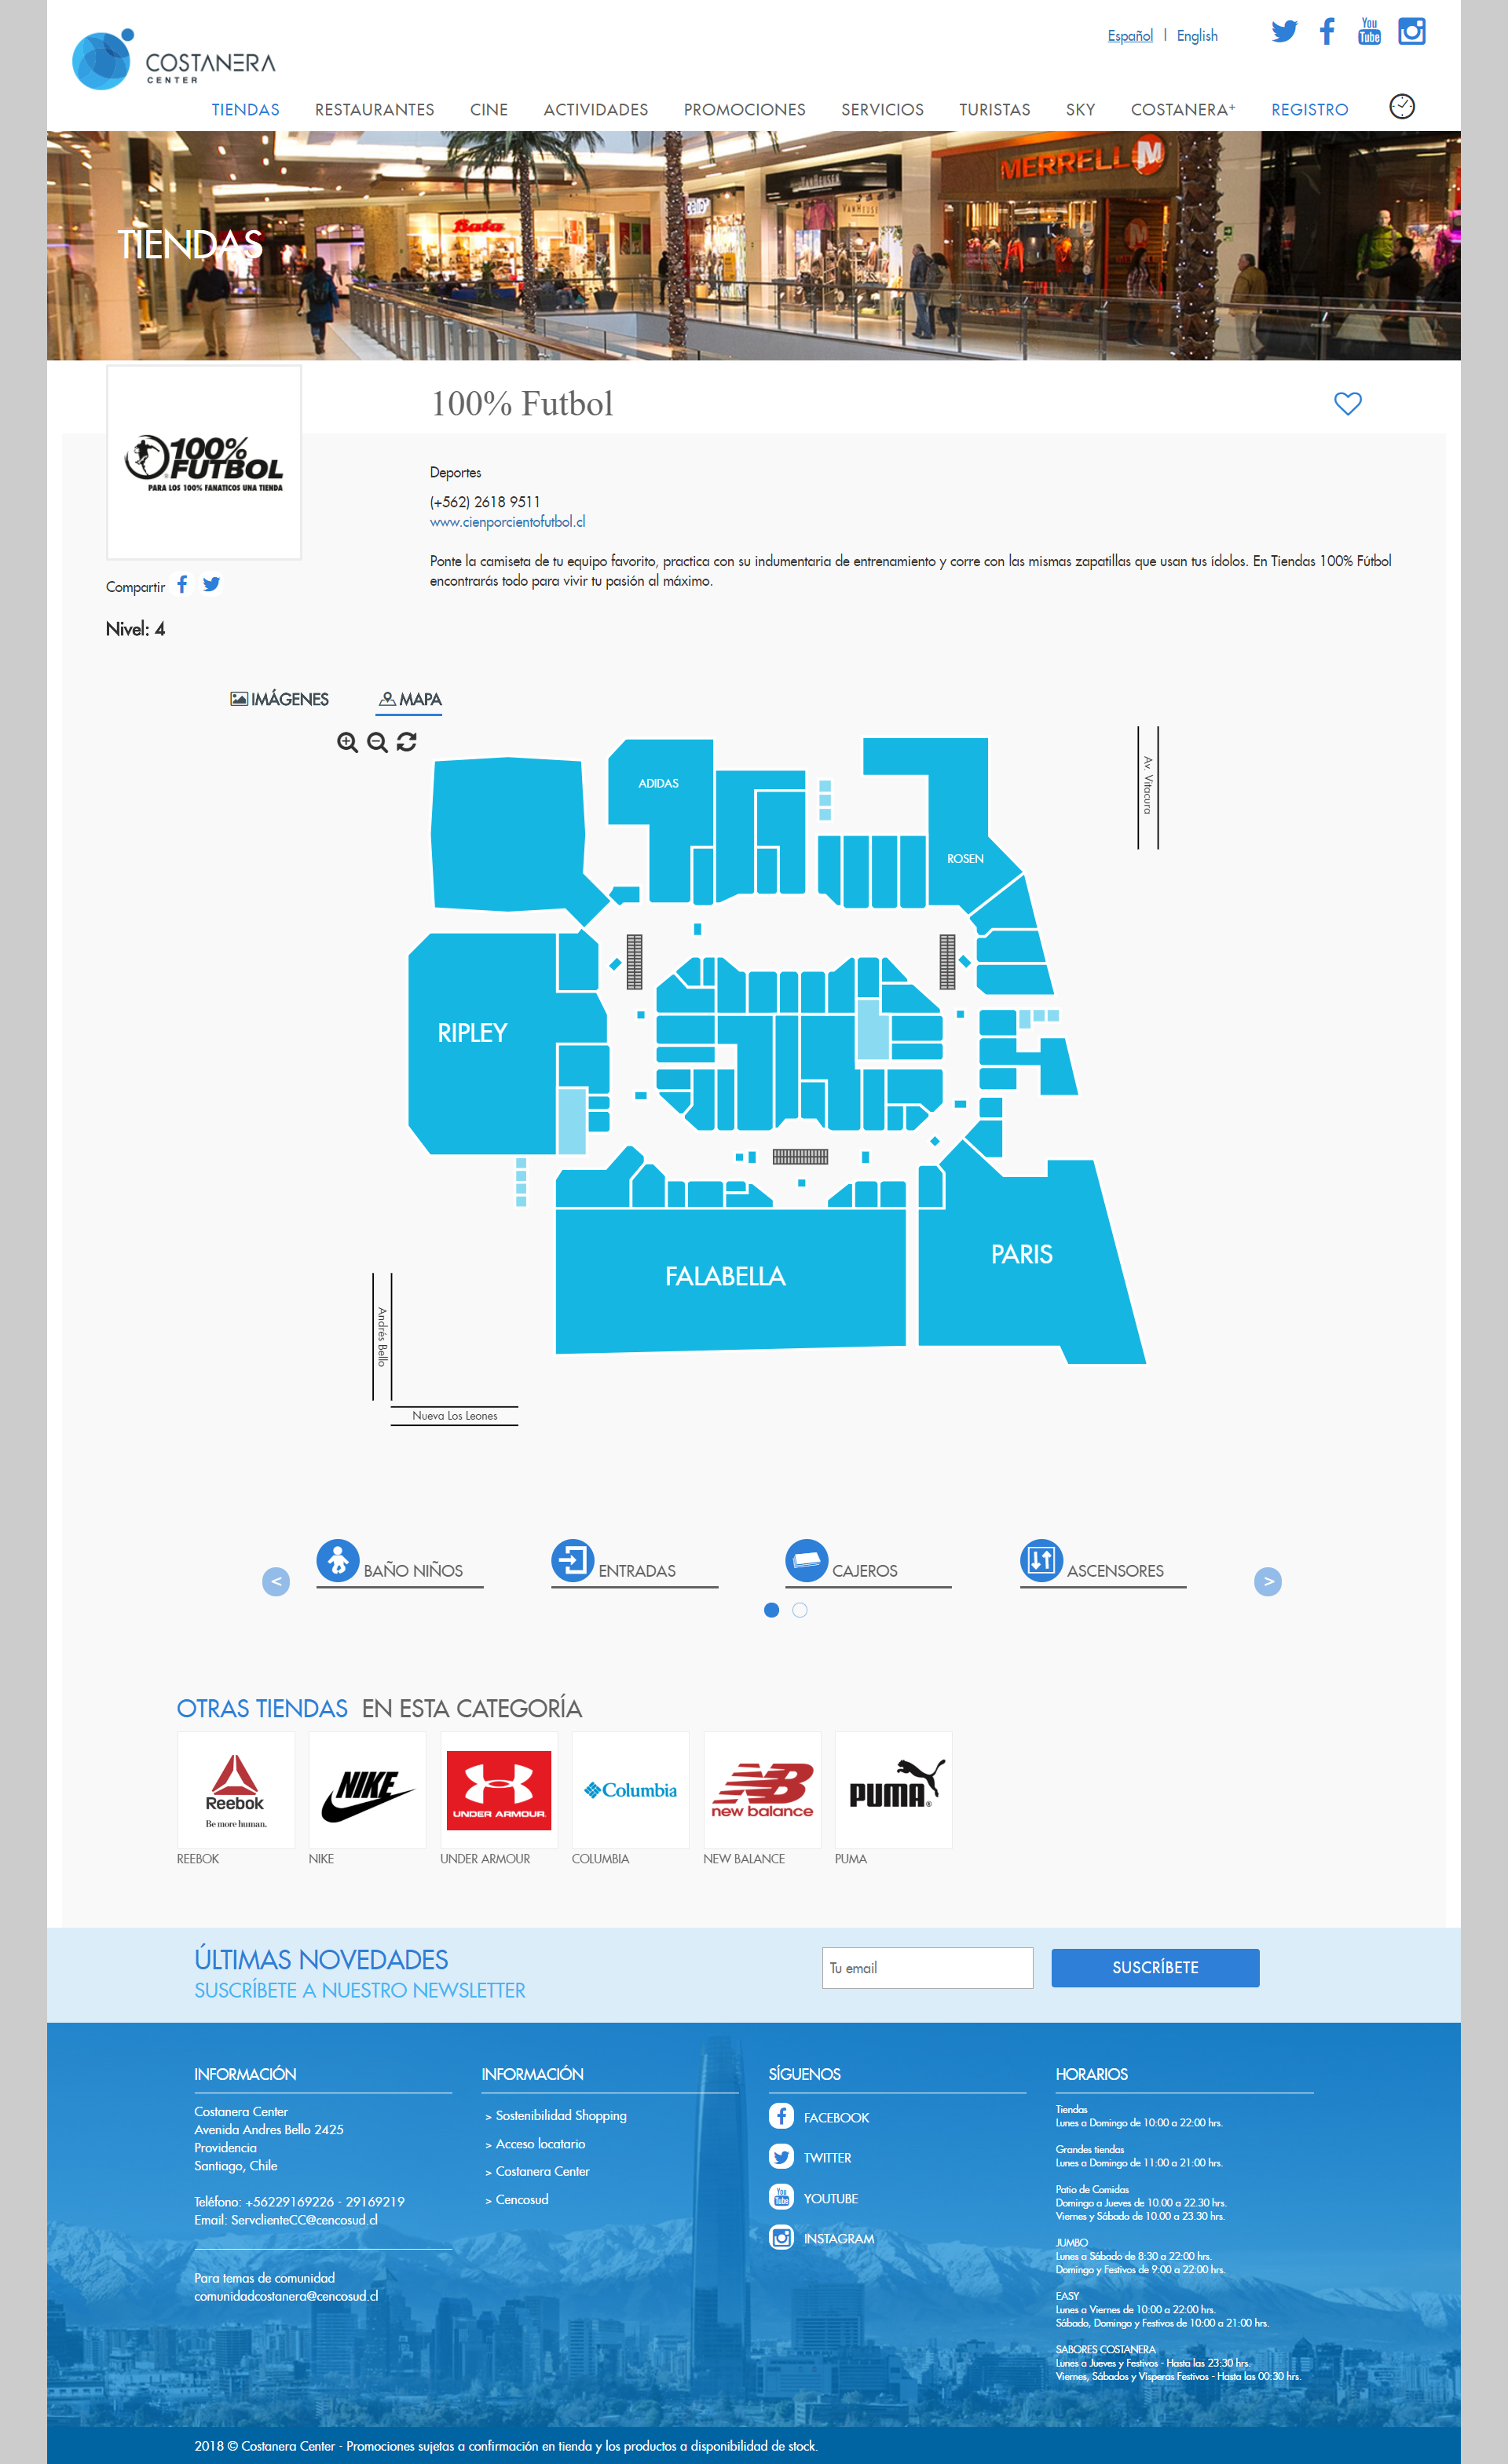 COSTANERA
CENTER
Español | English
You
Tube
TIENDAS RESTAURANTES CINE ACTIVIDADES PROMOCIONES SERVICIOS TURISTAS SKY COSTANERA+ REGISTRO
TIENDAS
Bata
VAN HEUSEN
MERRELL M
100% Futbol
100%
FUTBOL
PARA LOS 100% FANATICOS UNA TIENDA
Deportes
(+562) 2618 9511
www.cienporcientofutbol.cl
Ponte la camiseta de tu equipo favorito, practica con su indumentaria de entrenamiento y corre con las mismas zapatillas que usan tus ídolos. En Tiendas 100% Fútbol
encontrarás todo para vivir tu pasión al máximo.
Compartir
Nivel: 4
IMÁGENES MAPA
ADIDAS
Av. Vitacura
ROSEN
RIPLEY
PARIS
FALABELLA
Andrés Bello
Nueva Los Leones
< BAÑO NIÑOS ENTRADAS CAJEROS ASCENSORES >
OTRAS TIENDAS EN ESTA CATEGORÍA
Reebok
Be more human.
NIKE
UNDER ARMOUR
Columbia
NB
new balance
PUMA
REEBOK NIKE UNDER ARMOUR COLUMBIA NEW BALANCE PUMA
ÚLTIMAS NOVEDADES
SUSCRÍBETE A NUESTRO NEWSLETTER
Tu email
SUSCRÍBETE
INFORMACIÓN
Costanera Center
Avenida Andres Bello 2425
Providencia
Santiago, Chile
Teléfono: +56229169226 - 29169219
Email: ServclienteCC@cencosud.cl
Para temas de comunidad
comunidadcostanera@cencosud.cl
INFORMACIÓN
> Sostenibilidad Shopping
> Acceso locatario
> Costanera Center
> Cencosud
SÍGUENOS
FACEBOOK
TWITTER
You
Tube
YOUTUBE
INSTAGRAM
HORARIOS
Tiendas
Lunes a Domingo de 10:00 a 22:00 hrs.
Grandes tiendas
Lunes a Domingo de 11:00 a 21:00 hrs.
Patio de Comidas
Domingo a Jueves de 10.00 a 22.30 hrs.
Viernes y Sábado de 10.00 a 23.30 hrs.
JUMBO
Lunes a Sábado de 8:30 a 22:00 hrs.
Domingo y Festivos de 9:00 a 22:00 hrs.
EASY
Lunes a Viernes de 10:00 a 22:00 hrs.
Sábado, Domingo y Festivos de 10:00 a 21:00 hrs.
SABORES COSTANERA
Lunes a Jueves y Festivos - Hasta las 23:30 hrs.
Viernes, Sábados y Visperas Festivos - Hasta las 00:30 hrs.
2018 © Costanera Center - Promociones sujetas a confirmación en tienda y los productos a disponibilidad de stock.